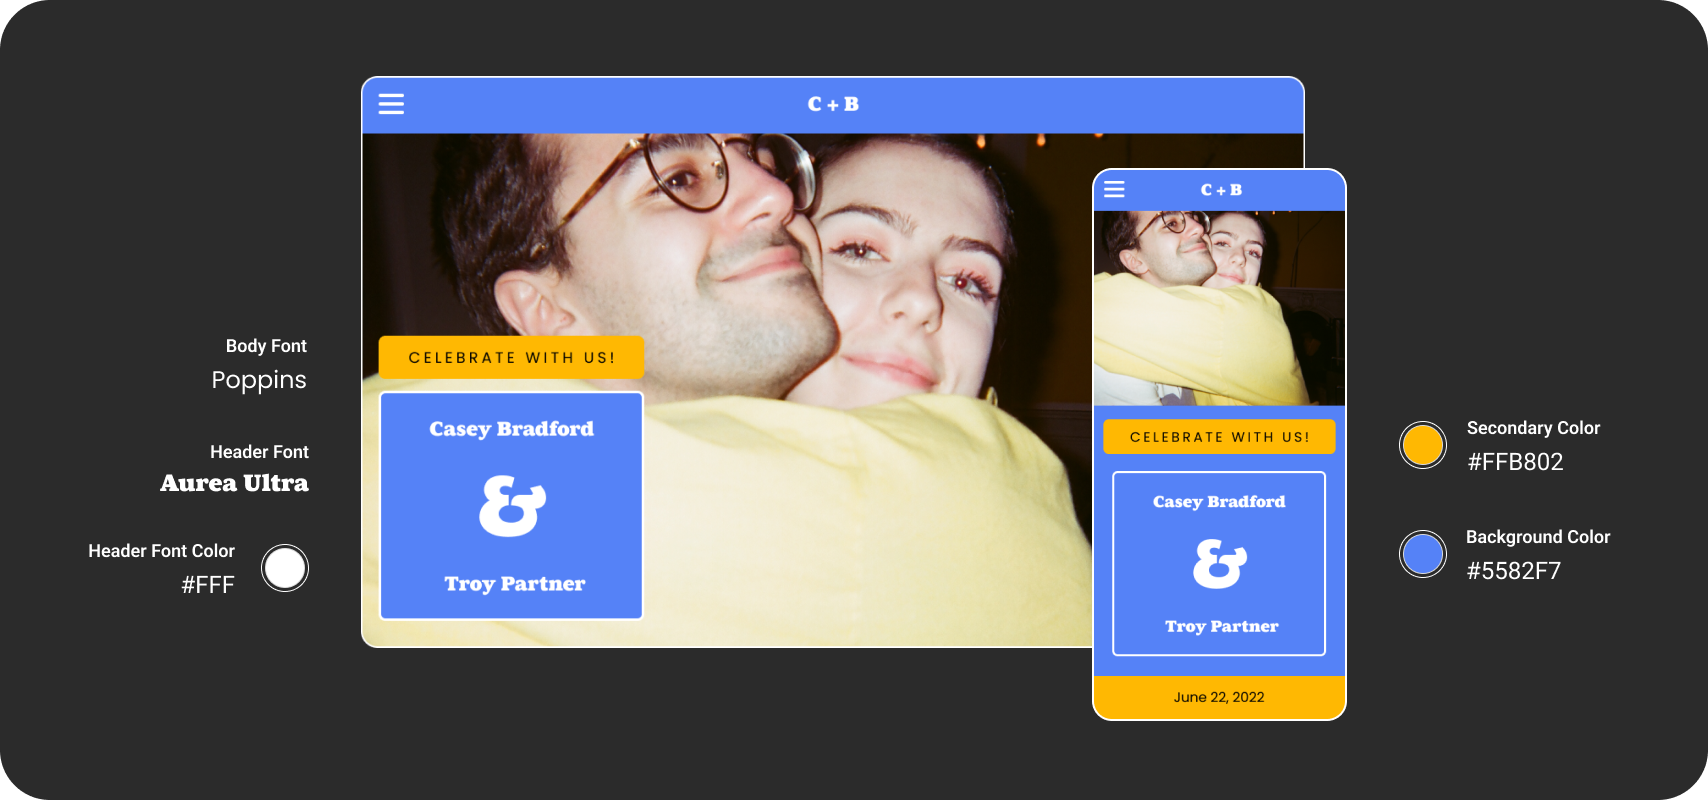 C + B
CELEBRATE WITH US!
Casey Bradford
&
Troy Partner
C + B
CELEBRATE WITH US!
Casey Bradford
&
Troy Partner
June 22, 2022
Body Font
Poppins
Header Font
Aurea Ultra
Header Font Color
#FFF
Secondary Color
#FFB802
Background Color
#5582F7